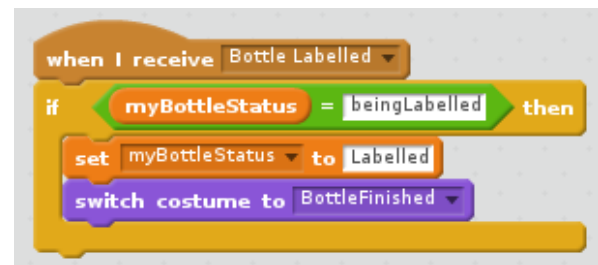 when I receive Bottle Labelled
if myBottleStatus = beingLabelled then
set myBottleStatus to Labelled
switch costume to BottleFinished